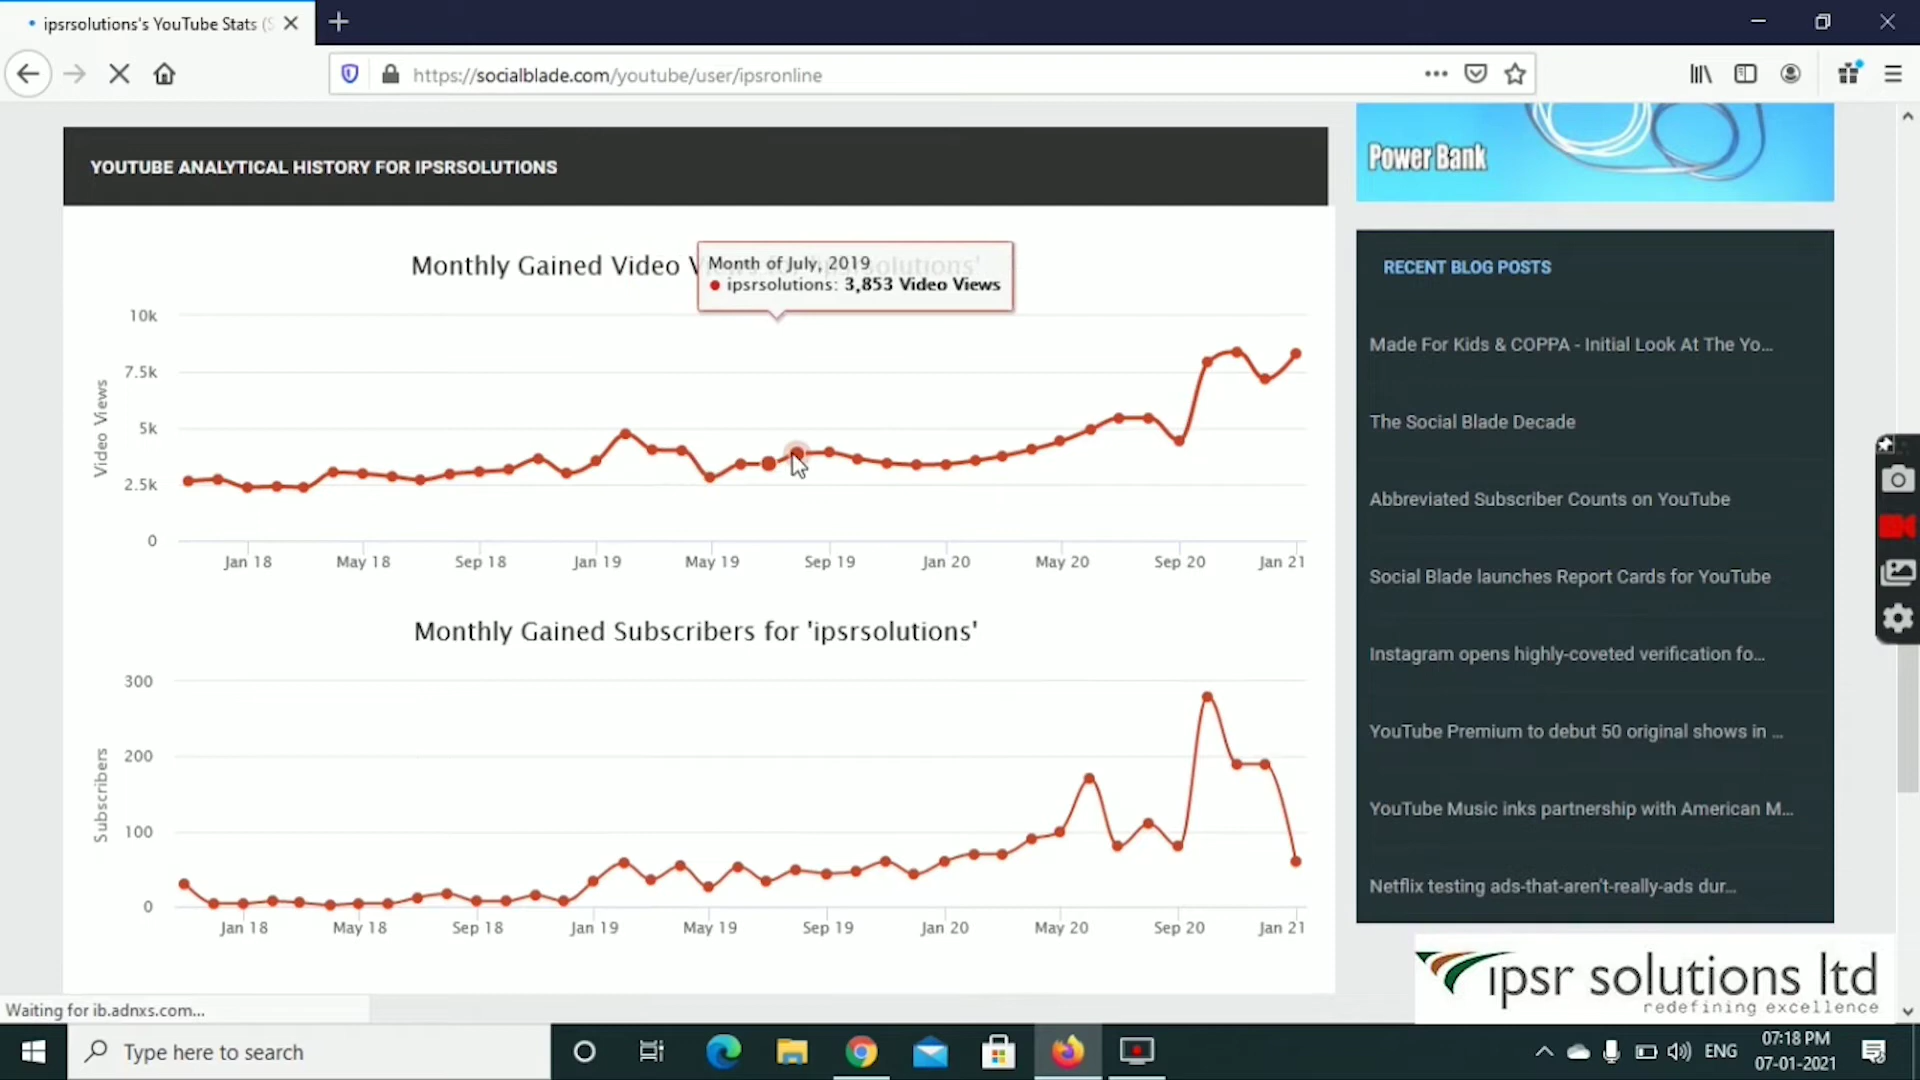 ipsrsolutions's YouTube Stats (S
https://socialblade.com/youtube/user/ipsronline
Power Bank
YOUTUBE ANALYTICAL HISTORY FOR IPSRSOLUTIONS
Monthly Gained Video Views for 'ipsrsolutions'
Month of July, 2019
ipsrsolutions: 3,853 Video Views
10k
7.5k
5k
2.5k
0
Video Views
Jan 18 May 18 Sep 18 Jan 19 May 19 Sep 19 Jan 20 May 20 Sep 20 Jan 21
Monthly Gained Subscribers for 'ipsrsolutions'
300
200
100
0
Subscribers
Jan 18 May 18 Sep 18 Jan 19 May 19 Sep 19 Jan 20 May 20 Sep 20 Jan 21
RECENT BLOG POSTS
Made For Kids & COPPA - Initial Look At The Yo...
The Social Blade Decade
Abbreviated Subscriber Counts on YouTube
Social Blade launches Report Cards for YouTube
Instagram opens highly-coveted verification fo...
YouTube Premium to debut 50 original shows in ...
YouTube Music inks partnership with American M...
Netflix testing ads-that-aren't-really-ads dur...
ipsr solutions ltd
redefining excellence
Waiting for ib.adnxs.com...
Type here to search
ENG
07:18 PM
07-01-2021